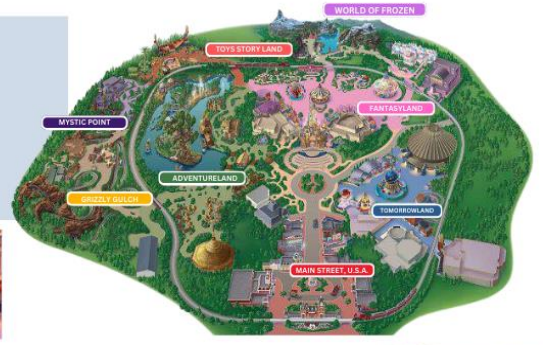 WORLD OF FROZEN
TOYS STORY LAND
FANTASYLAND
MYSTIC POINT
ADVENTURELAND
GRIZZLY GULCH
TOMORROWLAND
MAIN STREET, U.S.A.